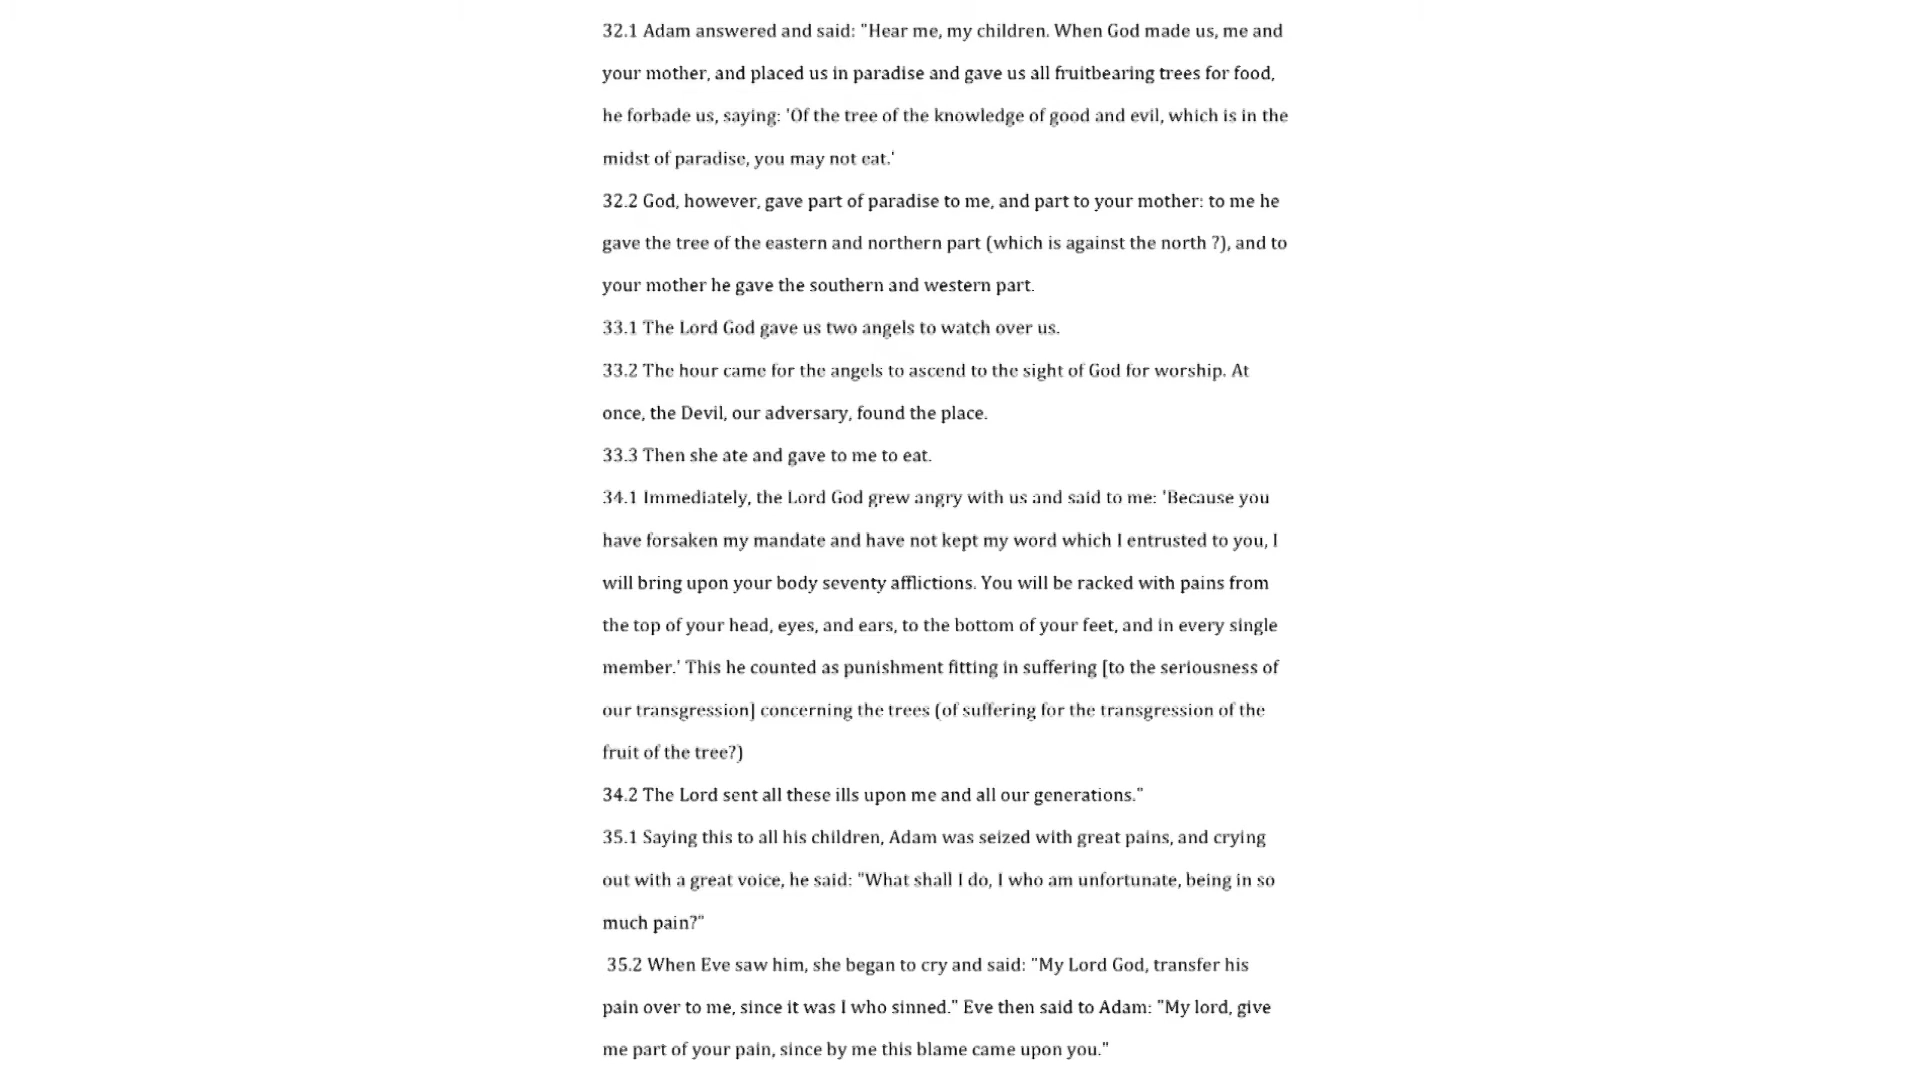 32.1 Adam answered and said: "Hear me, my children. When God made us, me and
your mother, and placed us in paradise and gave us all fruitbearing trees for food,
he forbade us, saying: 'Of the tree of the knowledge of good and evil, which is in the
midst of paradise, you may not eat.'
32.2 God, however, gave part of paradise to me, and part to your mother: to me he
gave the tree of the eastern and northern part (which is against the north ?), and to
your mother he gave the southern and western part.
33.1 The Lord God gave us two angels to watch over us.
33.2 The hour came for the angels to ascend to the sight of God for worship. At
once, the Devil, our adversary, found the place.
33.3 Then she ate and gave to me to eat.
34.1 Immediately, the Lord God grew angry with us and said to me: 'Because you
have forsaken my mandate and have not kept my word which I entrusted to you, I
will bring upon your body seventy afflictions. You will be racked with pains from
the top of your head, eyes, and ears, to the bottom of your feet, and in every single
member.' This he counted as punishment fitting in suffering [to the seriousness of
our transgression] concerning the trees (of suffering for the transgression of the
fruit of the tree?)
34.2 The Lord sent all these ills upon me and all our generations."
35.1 Saying this to all his children, Adam was seized with great pains, and crying
out with a great voice, he said: "What shall I do, I who am unfortunate, being in so
much pain?"
35.2 When Eve saw him, she began to cry and said: "My Lord God, transfer his
pain over to me, since it was I who sinned." Eve then said to Adam: "My lord, give
me part of your pain, since by me this blame came upon you."